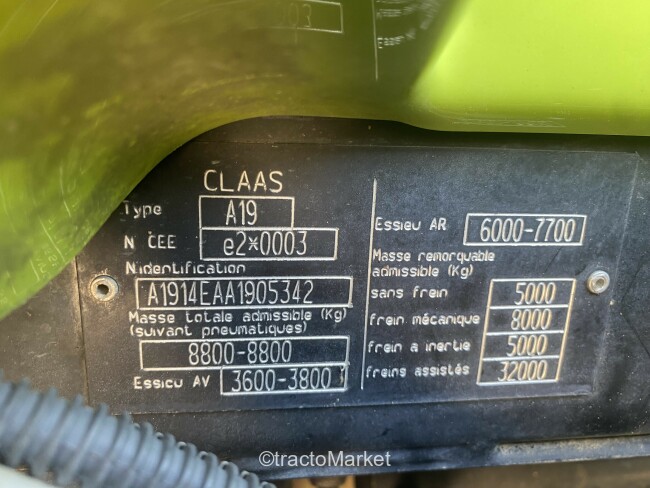 CLAAS
Type A19
N CEE e2*0003
N identification
A1914EAA1905342
Masse totale admissible (Kg)
(suivant pneumatiques)
8800-8800
Essieu AV 3600-3800
Essieu AR 6000-7700
Masse remorquable
admissible (Kg)
sans frein 5000
frein mécanique 8000
frein a inertie 5000
freins assistés 32000
©tractoMarket